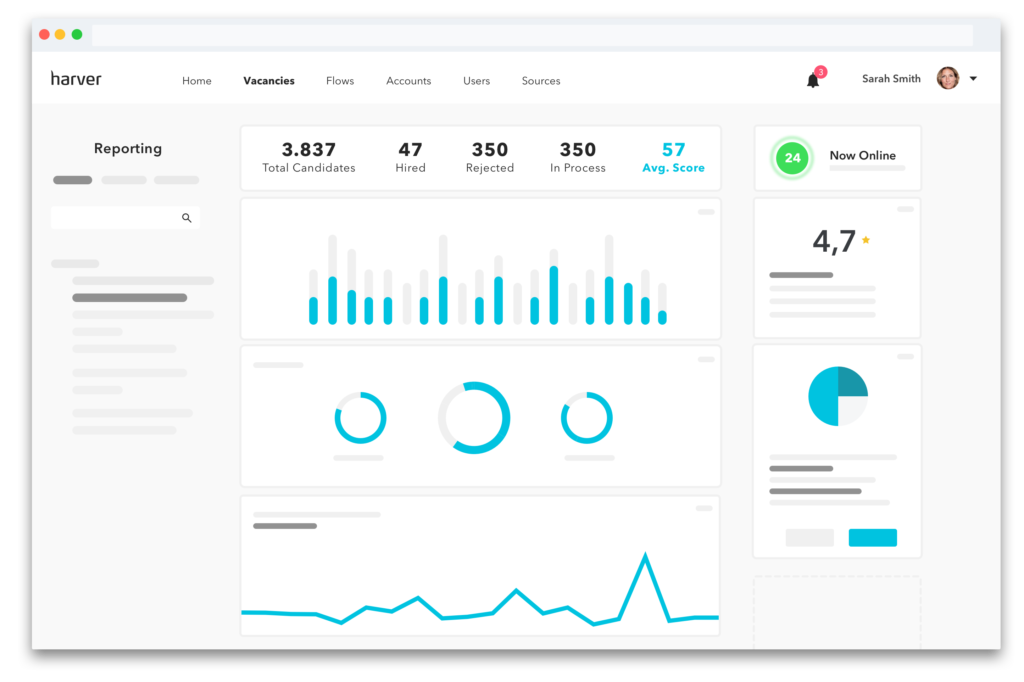 harver
Home Vacancies Flows Accounts Users Sources
3
Sarah Smith
Reporting
3.837 47 350 350 57
Total Candidates Hired Rejected In Process Avg. Score
24 Now Online
4,7